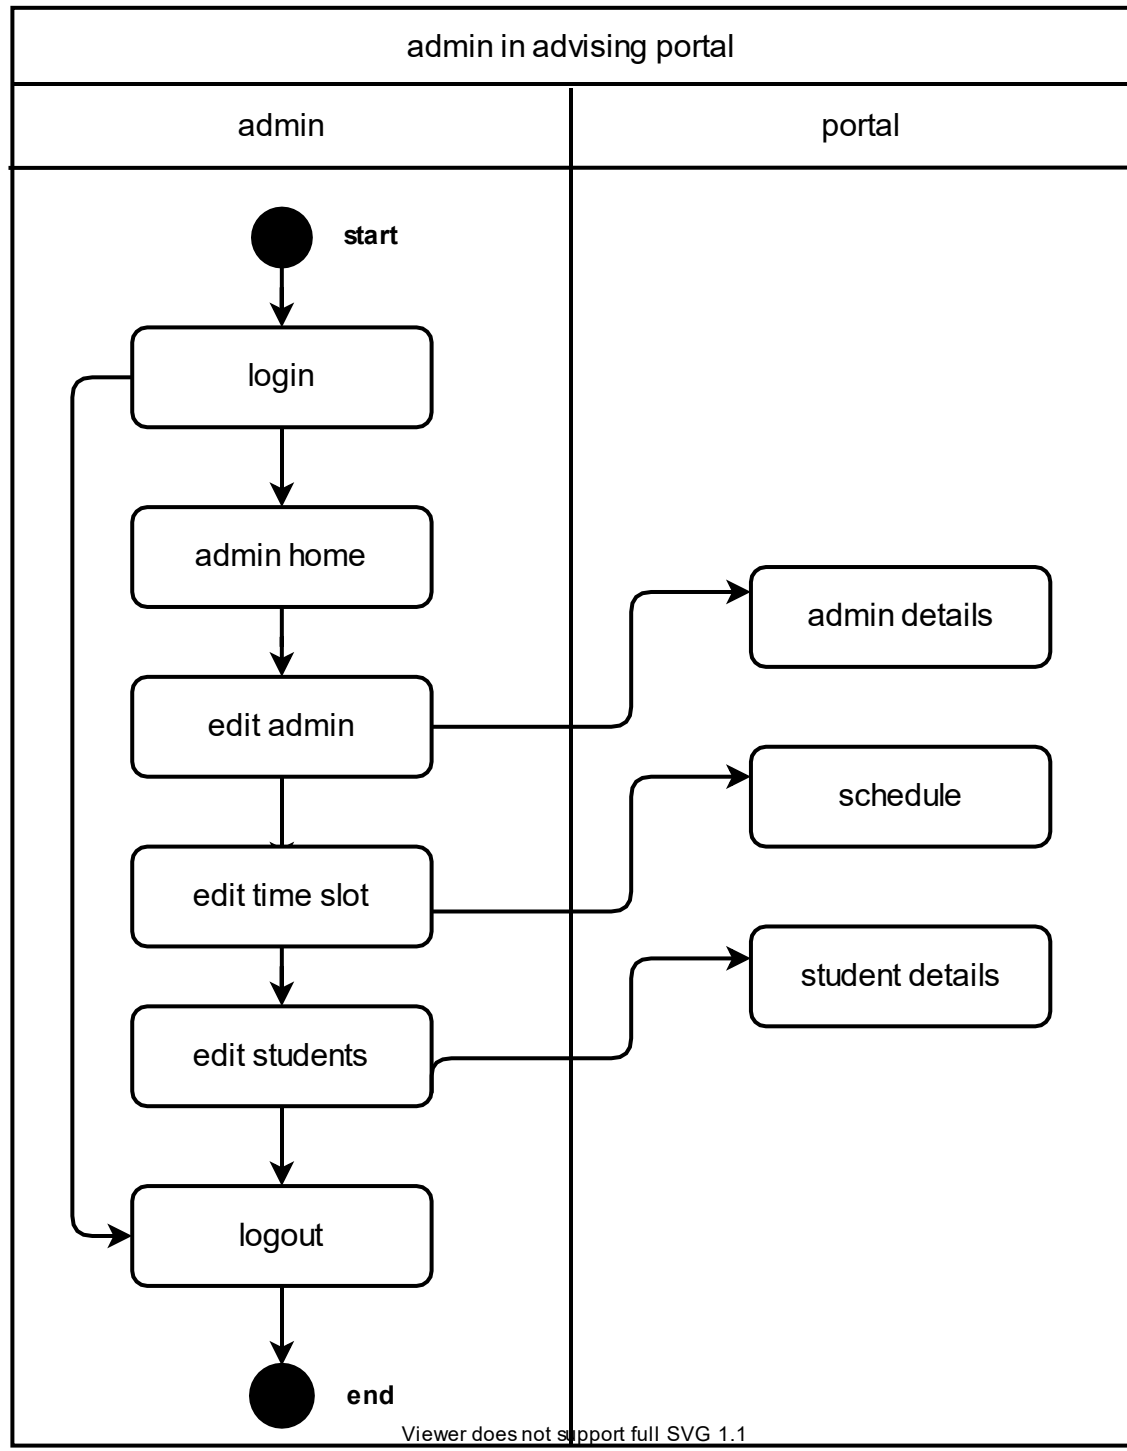 admin in advising portal
admin
portal
start
login
admin home
admin details
edit admin
schedule
edit time slot
student details
edit students
logout
end
Viewer does not support full SVG 1.1